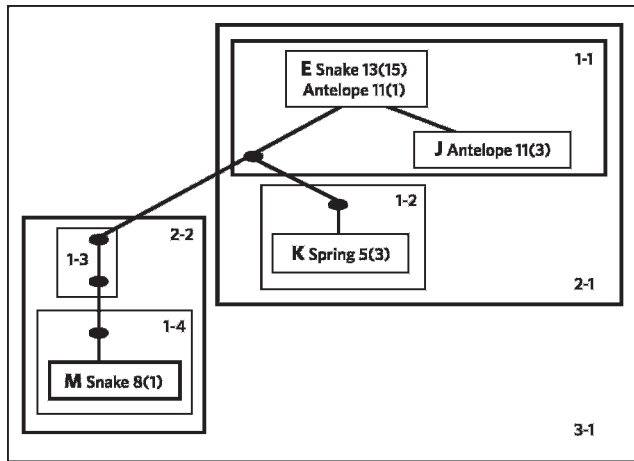 1-1
E Snake 13(15)
Antelope 11(1)
J Antelope 11(3)
1-2
K Spring 5(3)
2-1
2-2
1-3
1-4
M Snake 8(1)
3-1